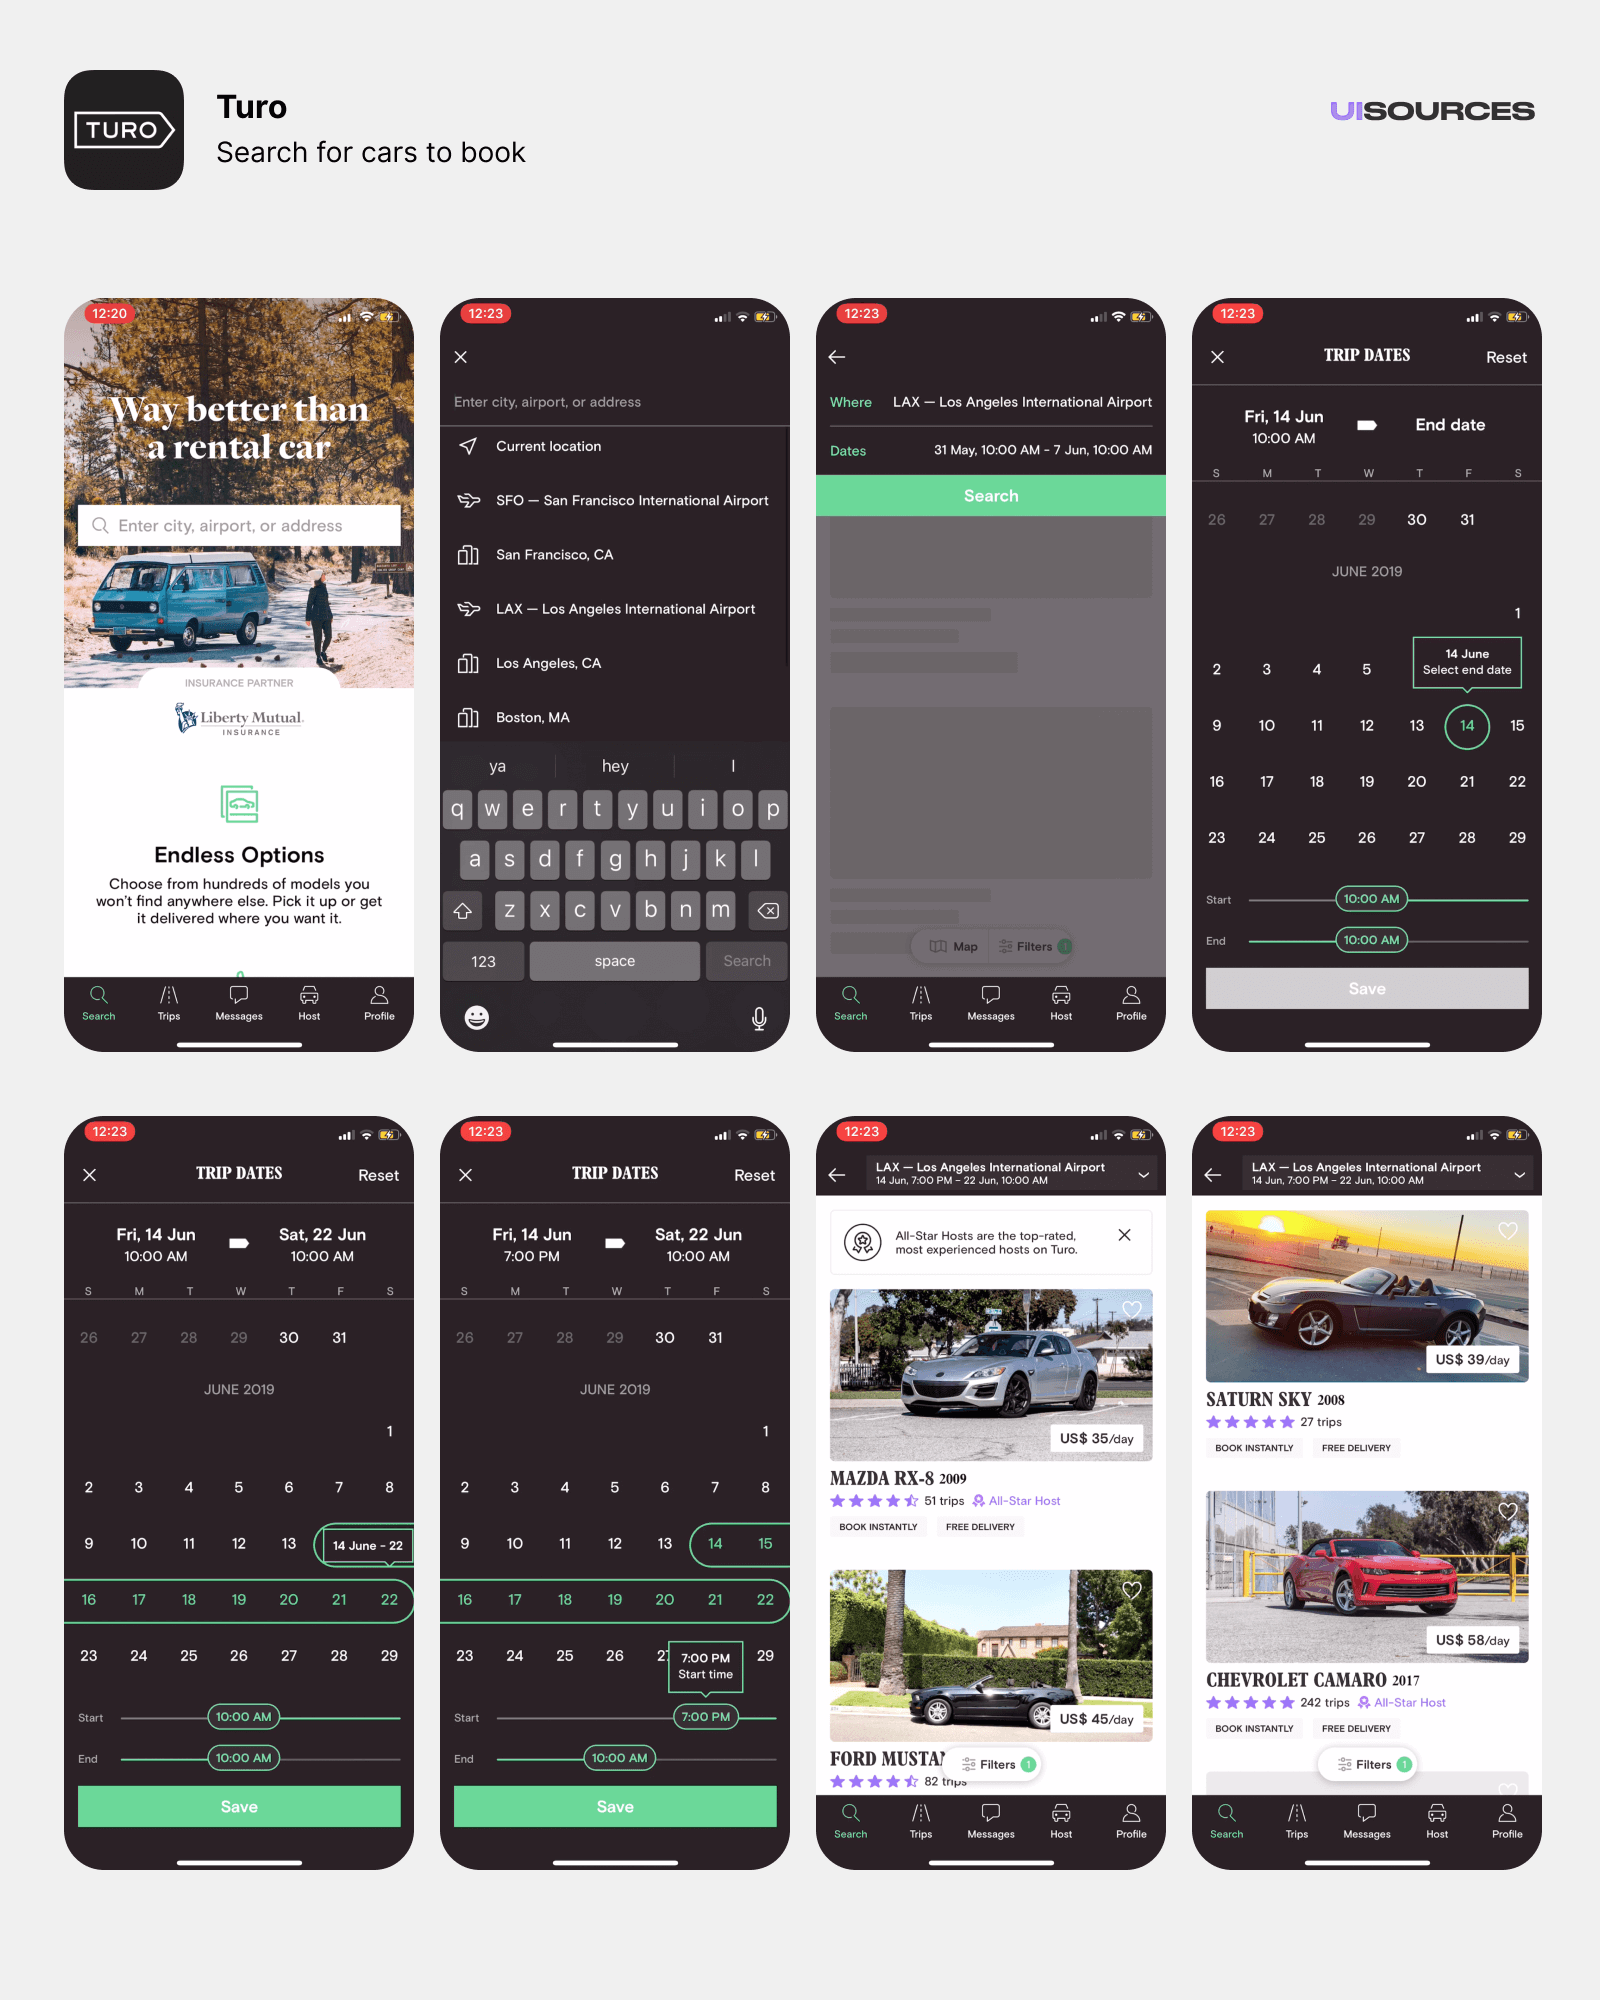 TURO
Turo
Search for cars to book
UISOURCES
12:20
Way better than
a rental car
Enter city, airport, or address
INSURANCE PARTNER
Liberty Mutual.
INSURANCE
Endless Options
Choose from hundreds of models you
won't find anywhere else. Pick it up or get
it delivered where you want it.
Search Trips Messages Host Profile
12:23
Enter city, airport, or address
Current location
SFO — San Francisco International Airport
San Francisco, CA
LAX — Los Angeles International Airport
Los Angeles, CA
Boston, MA
ya hey I
q w e r t y u i o p
a s d f g h j k l
z x c v b n m
123 space Search
12:23
Where LAX — Los Angeles International Airport
Dates 31 May, 10:00 AM - 7 Jun, 10:00 AM
Search
Map Filters 1
Search Trips Messages Host Profile
12:23
TRIP DATES Reset
Fri, 14 Jun End date
10:00 AM
S M T W T F S
26 27 28 29 30 31
JUNE 2019
1
14 June
Select end date
2 3 4 5
9 10 11 12 13 14 15
16 17 18 19 20 21 22
23 24 25 26 27 28 29
Start 10:00 AM
End 10:00 AM
Save
12:23
TRIP DATES Reset
Fri, 14 Jun Sat, 22 Jun
10:00 AM 10:00 AM
S M T W T F S
26 27 28 29 30 31
JUNE 2019
1
2 3 4 5 6 7 8
9 10 11 12 13 14 June - 22
16 17 18 19 20 21 22
23 24 25 26 27 28 29
Start 10:00 AM
End 10:00 AM
Save
12:23
TRIP DATES Reset
Fri, 14 Jun Sat, 22 Jun
7:00 PM 10:00 AM
S M T W T F S
26 27 28 29 30 31
JUNE 2019
1
2 3 4 5 6 7 8
9 10 11 12 13 14 15
16 17 18 19 20 21 22
23 24 25 26 29
7:00 PM
Start time
Start 7:00 PM
End 10:00 AM
Save
12:23
LAX — Los Angeles International Airport
14 Jun, 7:00 PM - 22 Jun, 10:00 AM
All-Star Hosts are the top-rated,
most experienced hosts on Turo.
US$ 35/day
MAZDA RX-8 2009
51 trips All-Star Host
BOOK INSTANTLY FREE DELIVERY
US$ 45/day
FORD MUSTAN
Filters 1
82 trips
Search Trips Messages Host Profile
12:23
LAX — Los Angeles International Airport
14 Jun, 7:00 PM - 22 Jun, 10:00 AM
US$ 39/day
SATURN SKY 2008
27 trips
BOOK INSTANTLY FREE DELIVERY
US$ 58/day
CHEVROLET CAMARO 2017
242 trips All-Star Host
BOOK INSTANTLY FREE DELIVERY
Filters 1
Search Trips Messages Host Profile